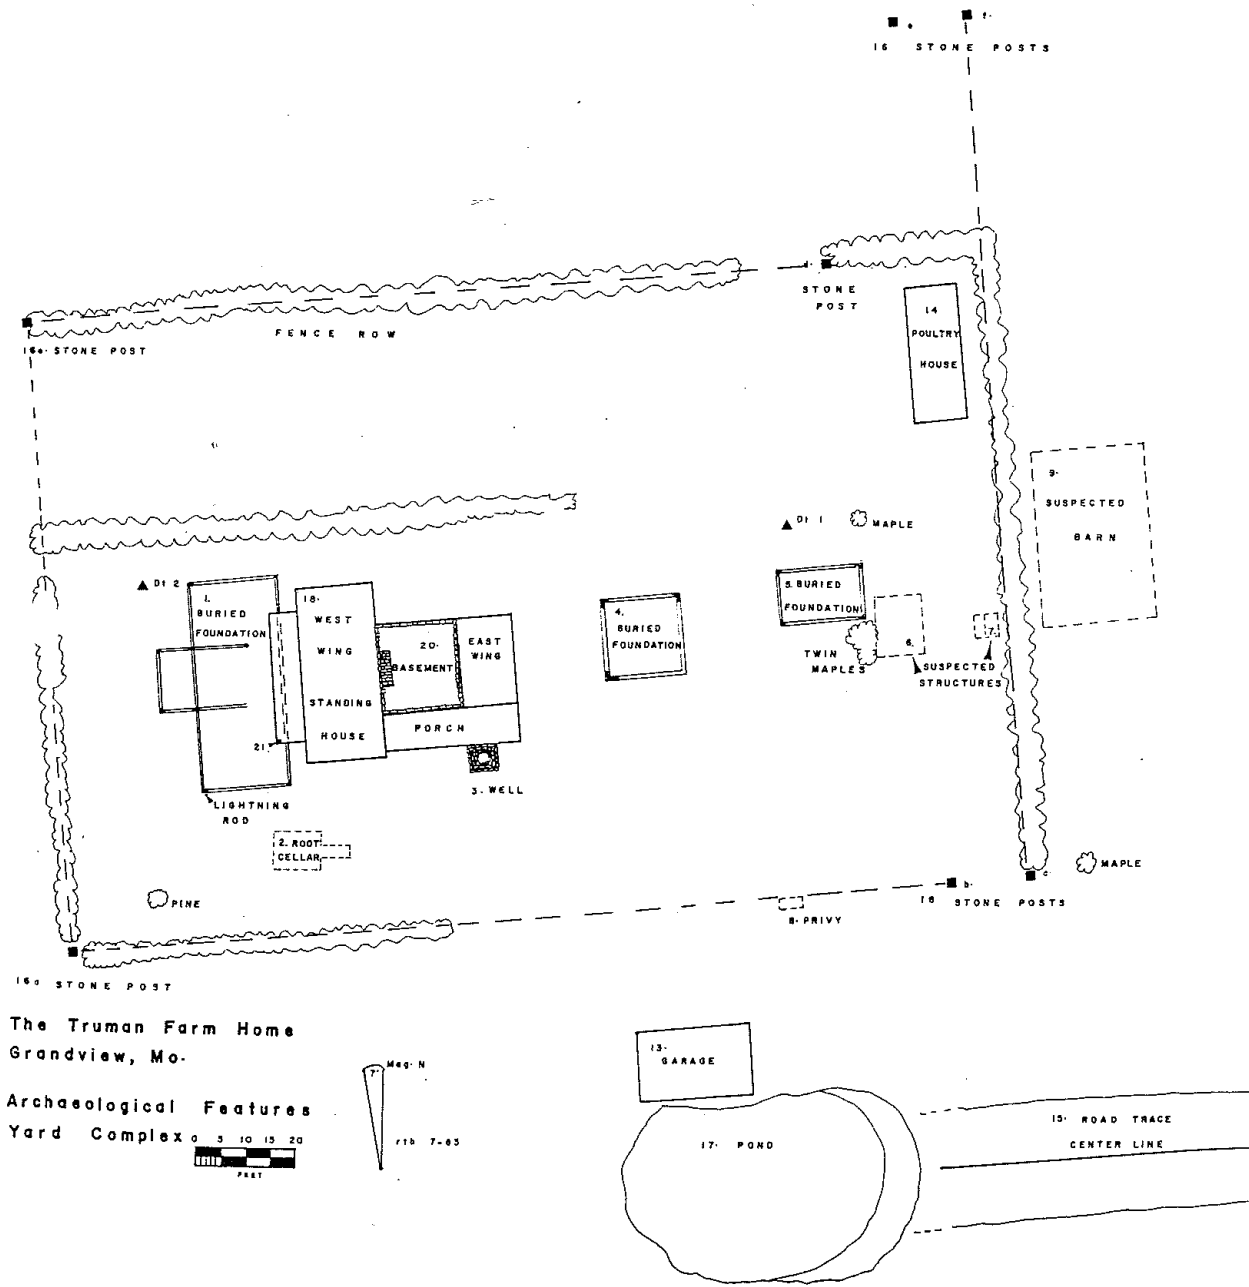 e f.
16 STONE POSTS
d.
STONE
POST
FENCE ROW
16e. STONE POST
14
POULTRY
HOUSE
9.
SUSPECTED
BARN
Dt 1
MAPLE
Dt 2
1.
BURIED
FOUNDATION
18.
WEST
WING
STANDING
HOUSE
20.
BASEMENT
EAST
WING
PORCH
4.
BURIED
FOUNDATION
5. BURIED
FOUNDATION
TWIN
MAPLES
6.
7.
SUSPECTED
STRUCTURES
21.
3. WELL
LIGHTNING
ROD
2. ROOT
CELLAR
PINE
MAPLE
b. c.
16 STONE POSTS
8. PRIVY
16a STONE POST
The Truman Farm Home
Grandview, Mo.
Archaeological Features
Yard Complex
0 5 10 15 20
FEET
7°
Mag. N
rtb 7-83
13.
GARAGE
17. POND
15. ROAD TRACE
CENTER LINE